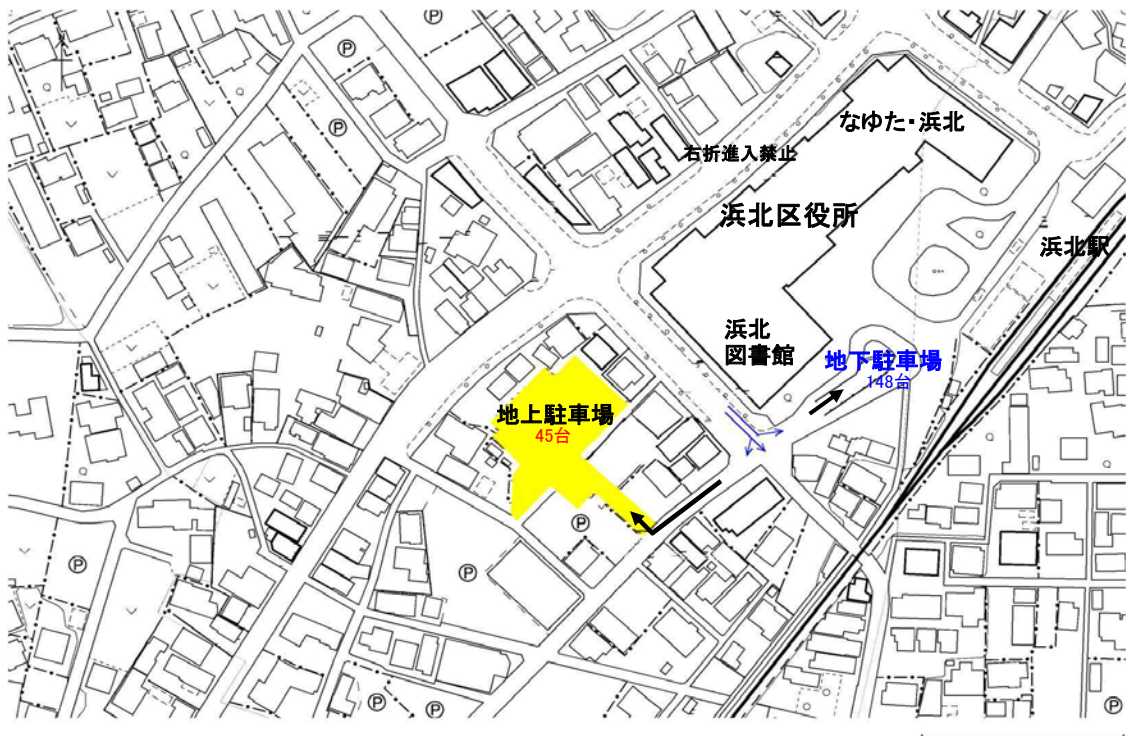 Ⓟ
Ⓟ
なゆた・浜北
右折進入禁止
浜北区役所
浜北駅
浜北
図書館
地下駐車場
148台
地上駐車場
45台
Ⓟ
Ⓟ
Ⓟ
Ⓟ
Ⓟ
Ⓟ